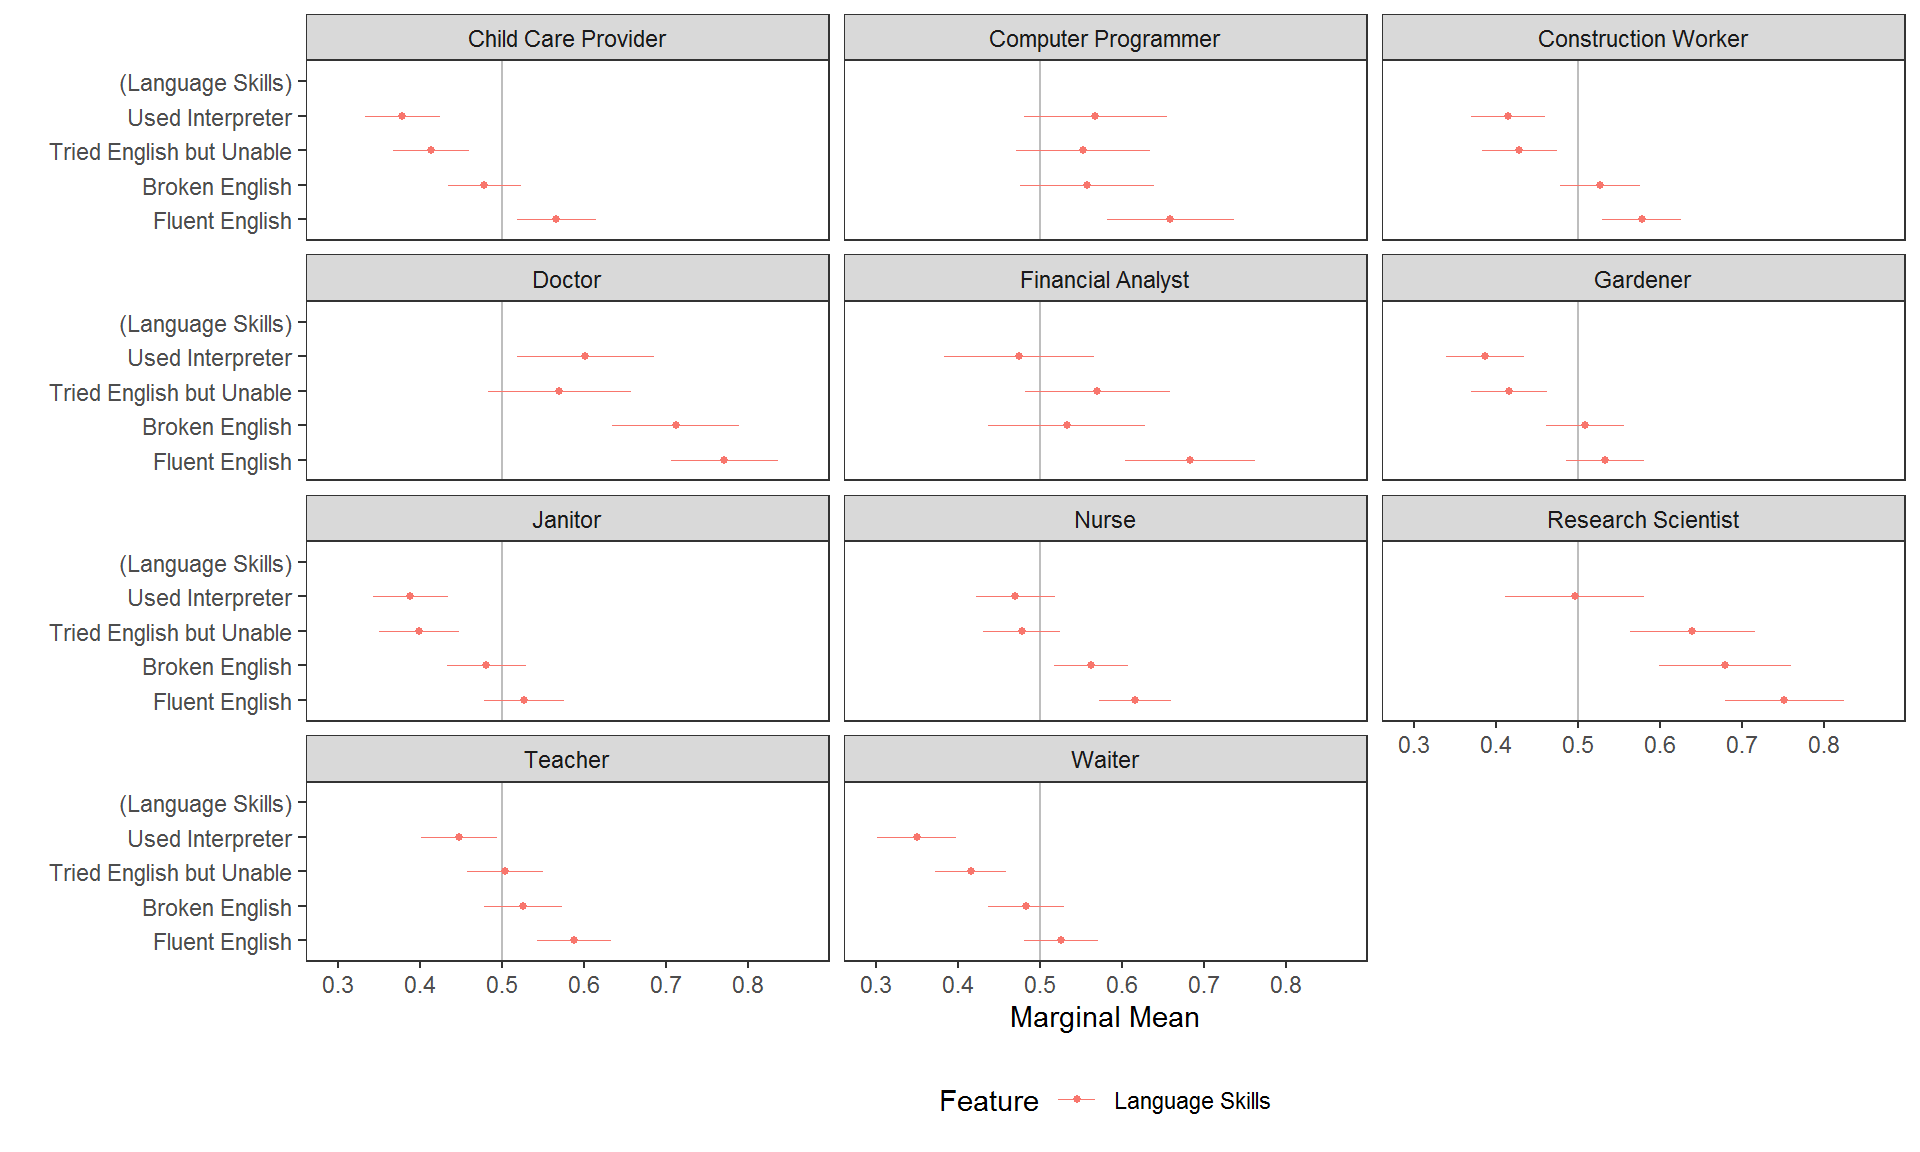 Child Care Provider
Computer Programmer
Construction Worker
(Language Skills)
Used Interpreter
Tried English but Unable
Broken English
Fluent English
Doctor
Financial Analyst
Gardener
(Language Skills)
Used Interpreter
Tried English but Unable
Broken English
Fluent English
Janitor
Nurse
Research Scientist
(Language Skills)
Used Interpreter
Tried English but Unable
Broken English
Fluent English
0.3 0.4 0.5 0.6 0.7 0.8
Teacher
Waiter
(Language Skills)
Used Interpreter
Tried English but Unable
Broken English
Fluent English
0.3 0.4 0.5 0.6 0.7 0.8
0.3 0.4 0.5 0.6 0.7 0.8
Marginal Mean
Feature Language Skills